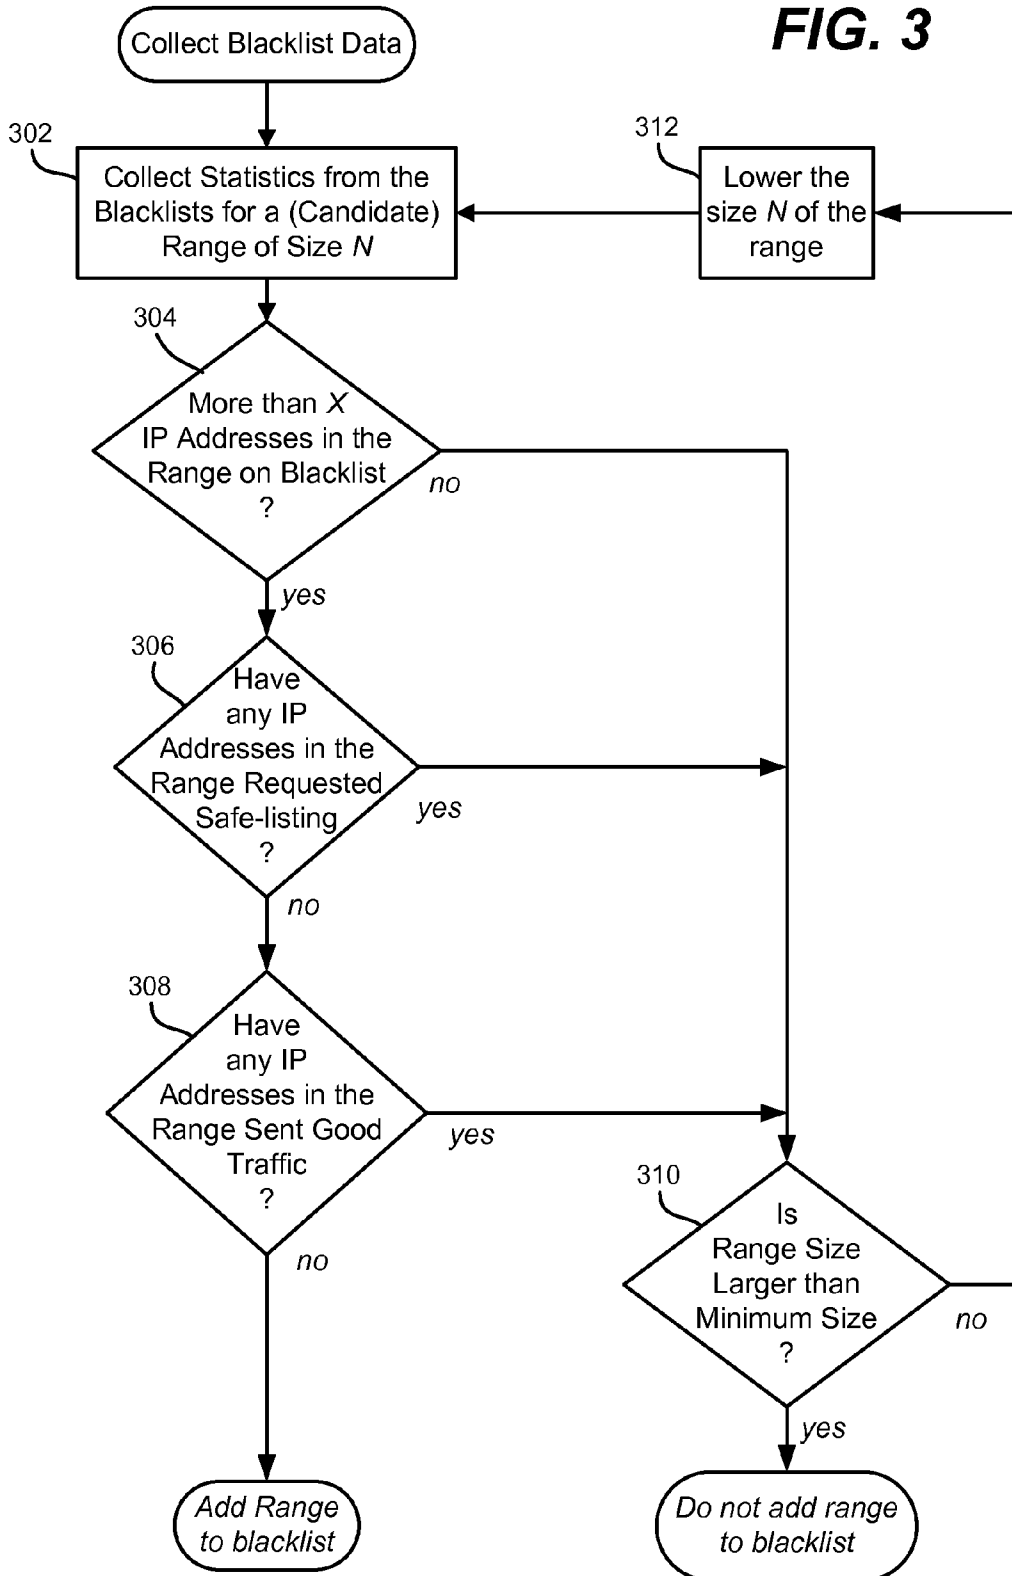 FIG. 3
Collect Blacklist Data
302
Collect Statistics from the
Blacklists for a (Candidate)
Range of Size N
312
Lower the
size N of the
range
304
More than X
IP Addresses in the
Range on Blacklist
?
no
yes
306
Have
any IP
Addresses in the
Range Requested
Safe-listing
?
yes
no
308
Have
any IP
Addresses in the
Range Sent Good
Traffic
?
yes
no
310
Is
Range Size
Larger than
Minimum Size
?
no
yes
Add Range
to blacklist
Do not add range
to blacklist